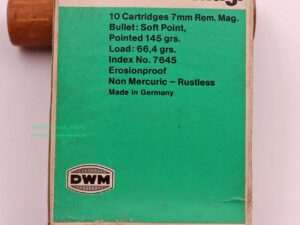 10 Cartridges 7mm Rem. Mag.
Bullet: Soft Point,
Pointed 145 grs.
Load: 66,4 grs.
Index No. 7645
Erosionproof
Non Mercuric – Rustless
Made in Germany
DWM